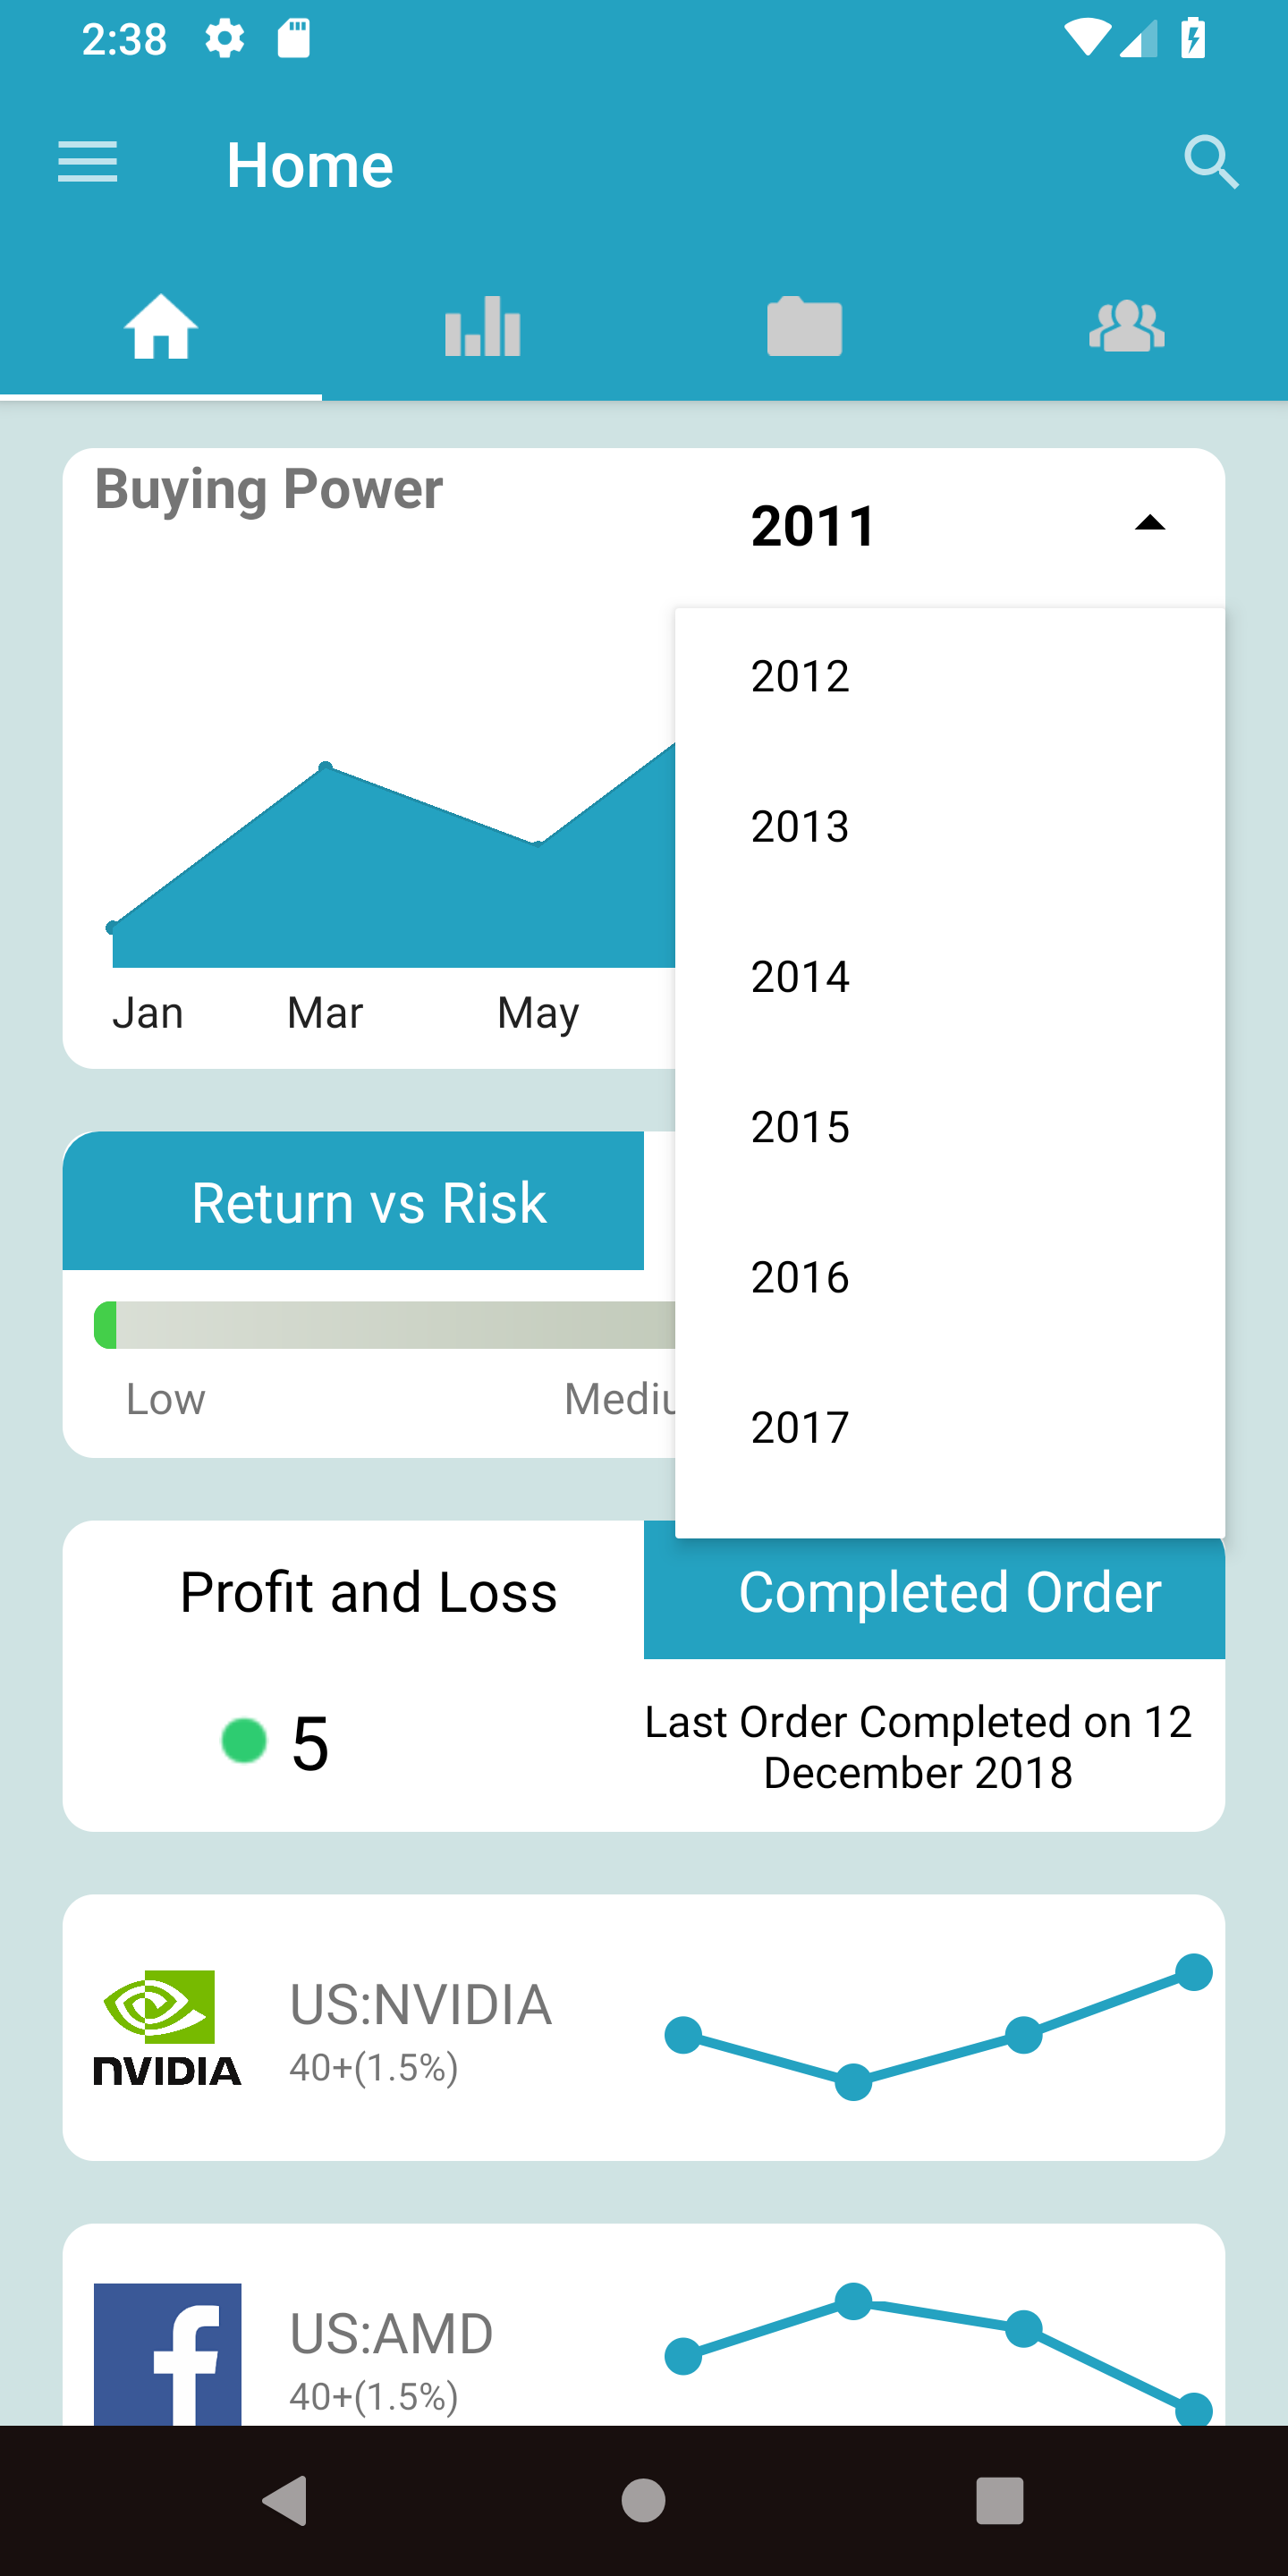 2:38
Home
Buying Power
2011
2012
2013
2014
2015
2016
2017
Jan Mar May
Return vs Risk
Low
Profit and Loss
Completed Order
5
Last Order Completed on 12
December 2018
NVIDIA
US:NVIDIA
40+(1.5%)
f
US:AMD
40+(1.5%)